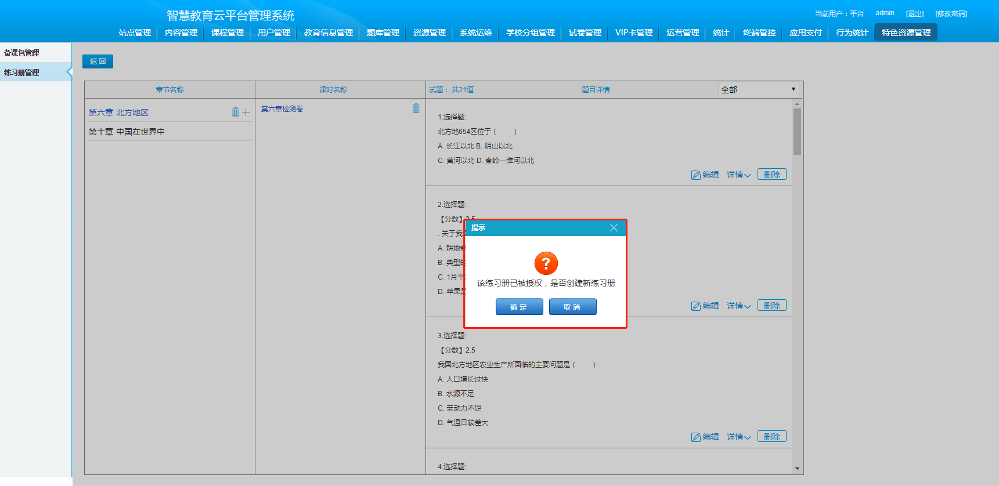 智慧教育云平台管理系统
当前用户：平台 admin [退出] [修改密码]
站点管理 内容管理 课程管理 用户管理 教育信息管理 题库管理 资源管理 系统运维 学校分组管理 试卷管理 VIP卡管理 运营管理 统计 终端管控 应用支付 行为统计 特色资源管理
备课包管理
练习册管理
返 回
章节名称 课时名称 试题： 共21道 题目详情 全部
第六章 北方地区
第十章 中国在世界中
第六章检测卷
1.选择题:
北方地654区位于（ ）
A. 长江以北 B. 阴山以北
C. 黄河以北 D. 秦岭—淮河以北
编辑 详情 删除
2.选择题:
【分数】2.5
. 关于我
A. 耕地
B. 典型
C. 1月平
D. 苹果
编辑 详情 删除
提示
该练习册已被授权，是否创建新练习册
确 定 取 消
3.选择题:
【分数】2.5
我国北方地区农业生产所面临的主要问题是（ ）
A. 人口增长过快
B. 水源不足
C. 劳动力不足
D. 气温日较差大
编辑 详情 删除
4.选择题: